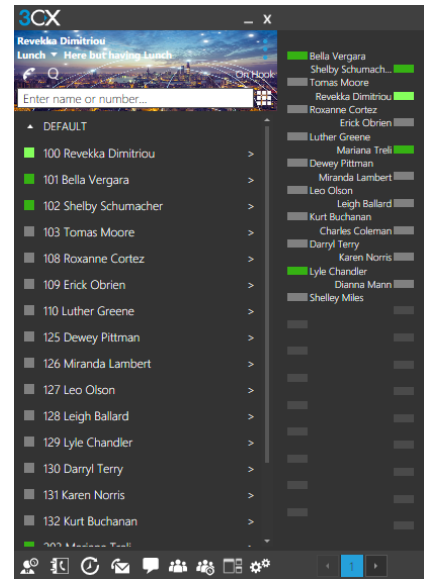 3CX
_ X
Revekka Dimitriou
Lunch Here but having Lunch
On Hook
Enter name or number...
DEFAULT
100 Revekka Dimitriou >
101 Bella Vergara >
102 Shelby Schumacher >
103 Tomas Moore >
108 Roxanne Cortez >
109 Erick Obrien >
110 Luther Greene >
125 Dewey Pittman >
126 Miranda Lambert >
127 Leo Olson >
128 Leigh Ballard >
129 Lyle Chandler >
130 Darryl Terry >
131 Karen Norris >
132 Kurt Buchanan >
203 Mariana Treli
Bella Vergara
Shelby Schumach...
Tomas Moore
Revekka Dimitriou
Roxanne Cortez
Erick Obrien
Luther Greene
Mariana Treli
Dewey Pittman
Miranda Lambert
Leo Olson
Leigh Ballard
Kurt Buchanan
Charles Coleman
Darryl Terry
Karen Norris
Lyle Chandler
Dianna Mann
Shelley Miles
1